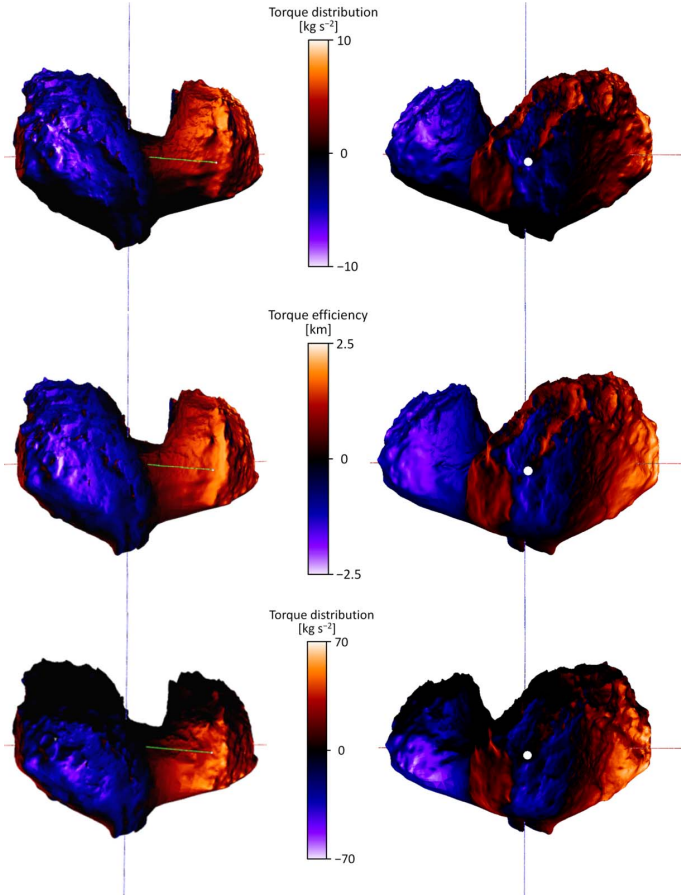 Torque distribution
[kg s⁻²]
10
0
−10
Torque efficiency
[km]
2.5
0
−2.5
Torque distribution
[kg s⁻²]
70
0
−70